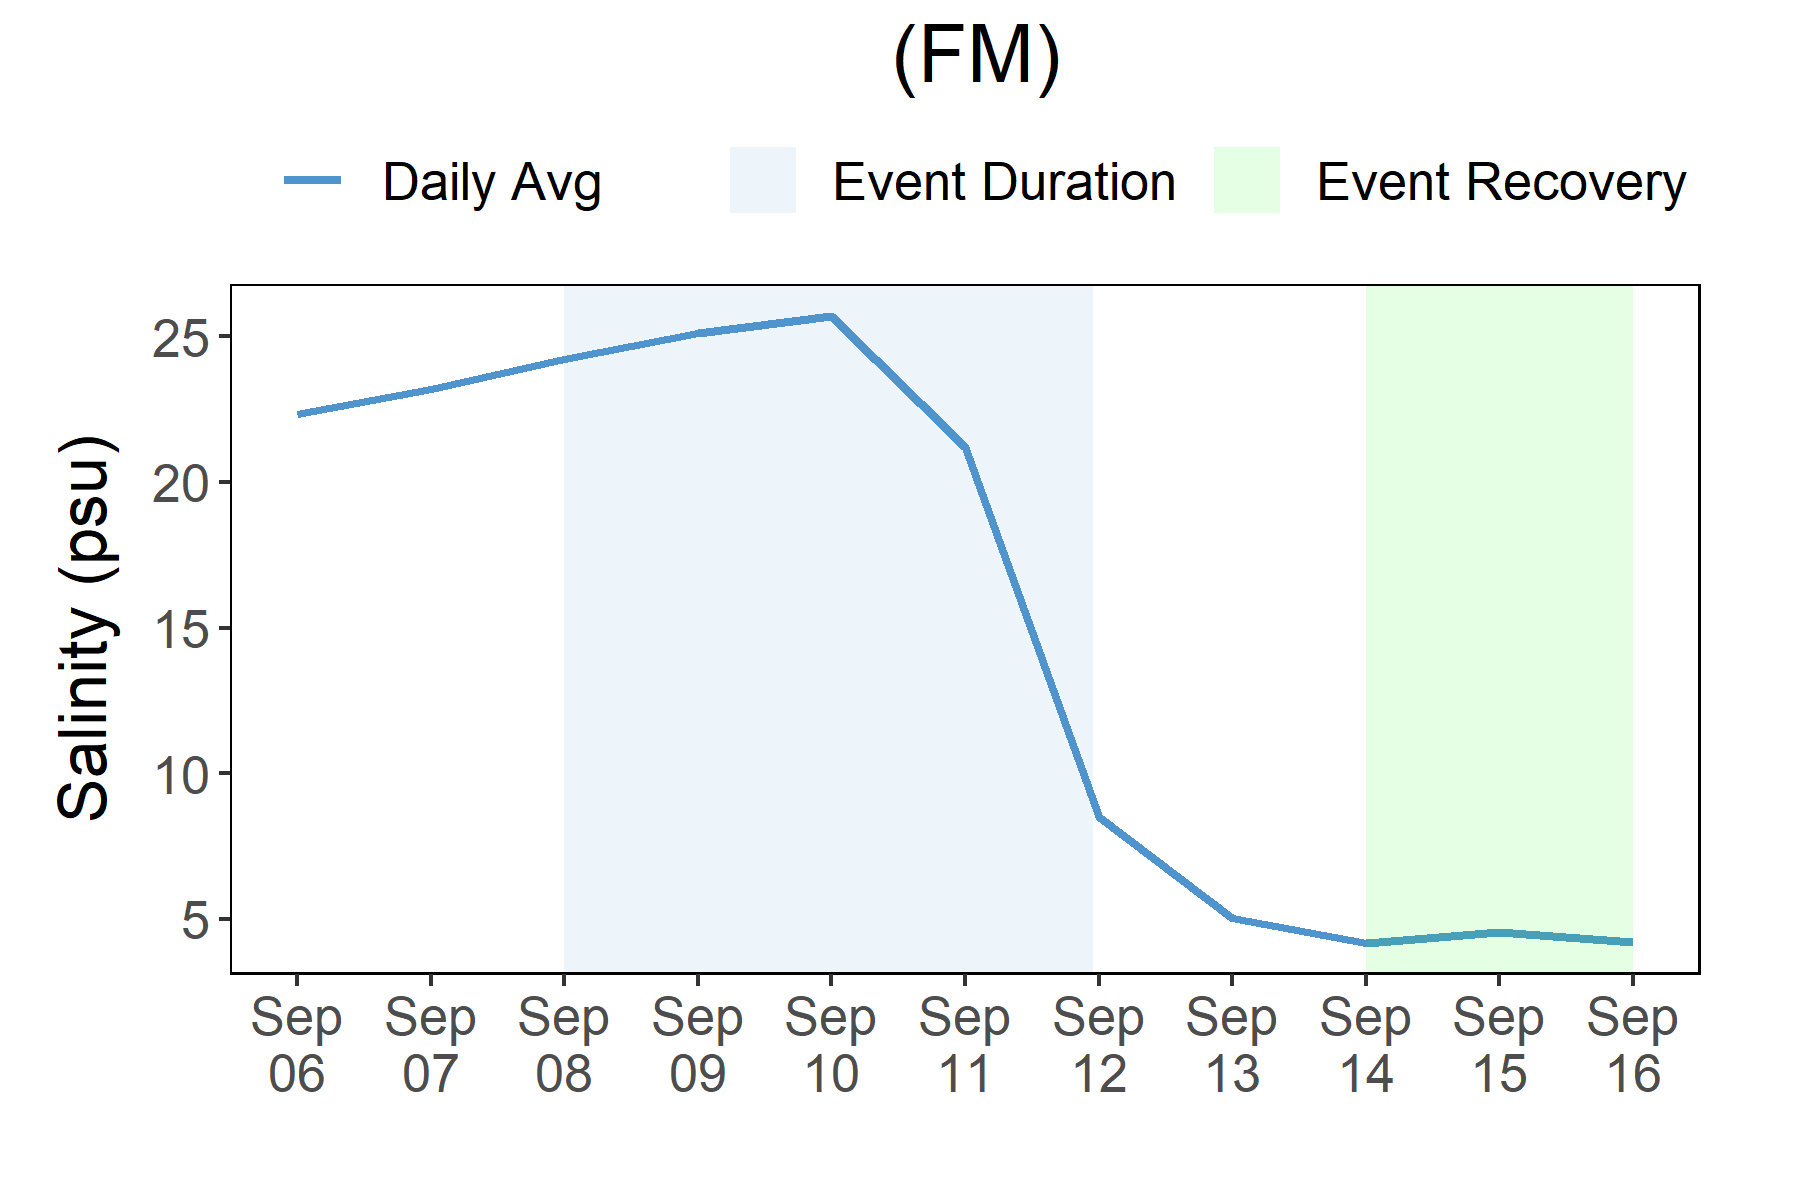 (FM)
Daily Avg
Event Duration
Event Recovery
Salinity (psu)
25
20
15
10
5
Sep 06
Sep 07
Sep 08
Sep 09
Sep 10
Sep 11
Sep 12
Sep 13
Sep 14
Sep 15
Sep 16